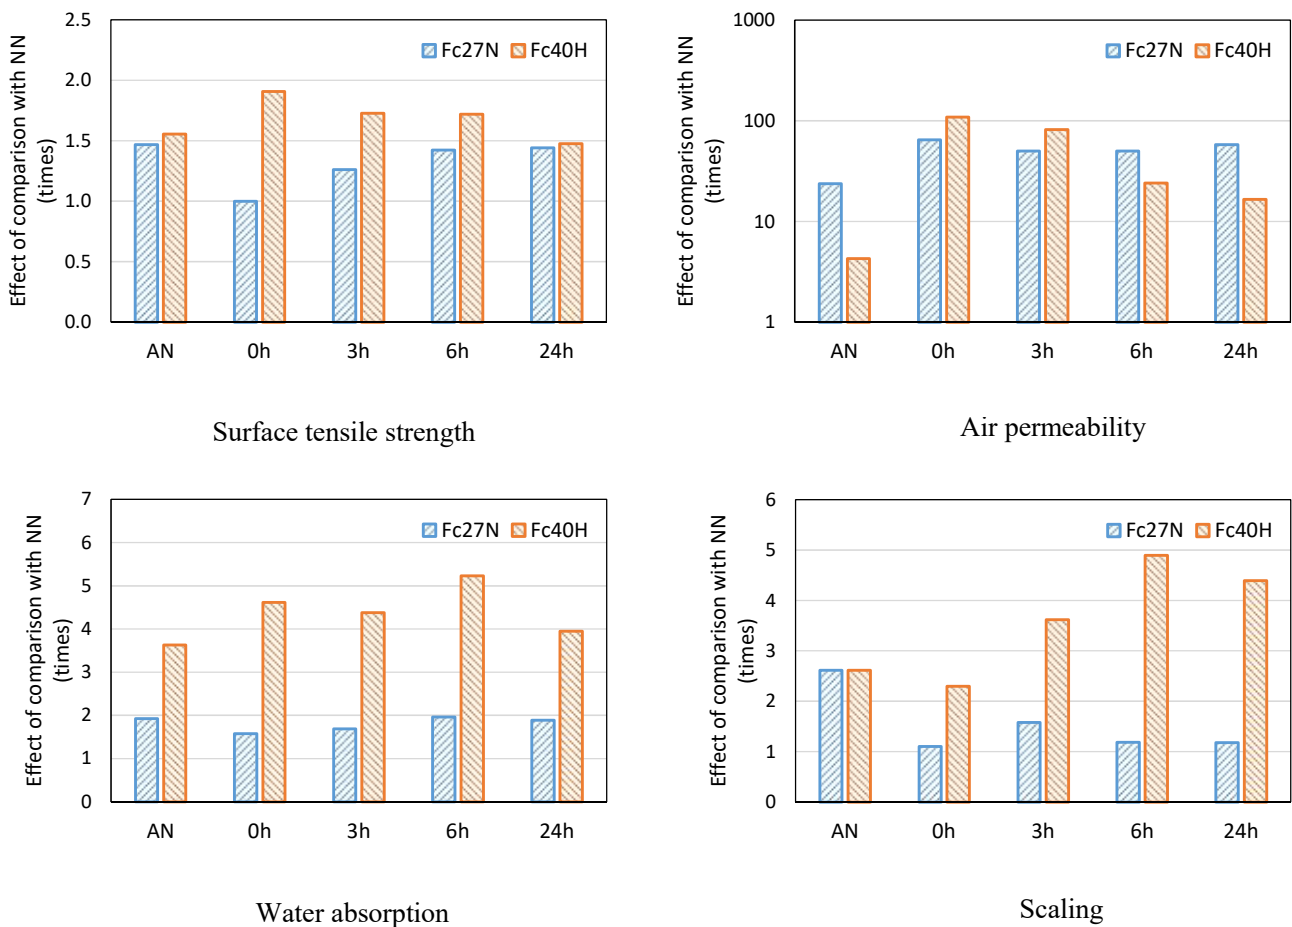 Effect of comparison with NN
(times)
2.5
2.0
1.5
1.0
0.5
0.0
Fc27N Fc40H
AN 0h 3h 6h 24h
Surface tensile strength
Effect of comparison with NN
(times)
1000
100
10
1
Fc27N Fc40H
AN 0h 3h 6h 24h
Air permeability
Effect of comparison with NN
(times)
7
6
5
4
3
2
1
0
Fc27N Fc40H
AN 0h 3h 6h 24h
Water absorption
Effect of comparison with NN
(times)
6
5
4
3
2
1
0
Fc27N Fc40H
AN 0h 3h 6h 24h
Scaling